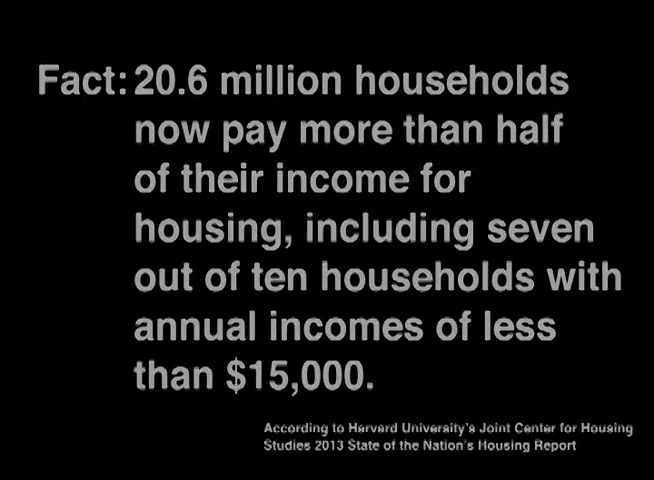 Fact: 20.6 million households
now pay more than half
of their income for
housing, including seven
out of ten households with
annual incomes of less
than $15,000.
According to Harvard University's Joint Center for Housing
Studies 2013 State of the Nation's Housing Report